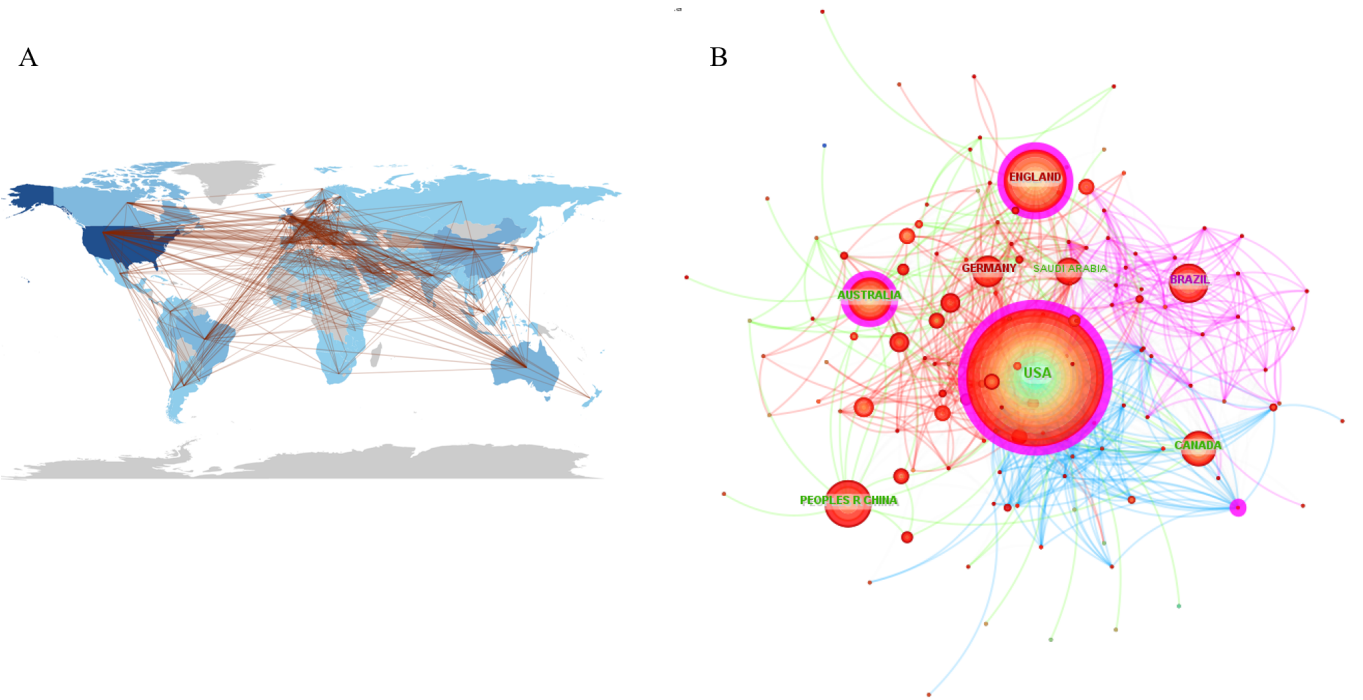 A
B
ENGLAND
GERMANY
SAUDI ARABIA
BRAZIL
AUSTRALIA
USA
CANADA
PEOPLES R CHINA